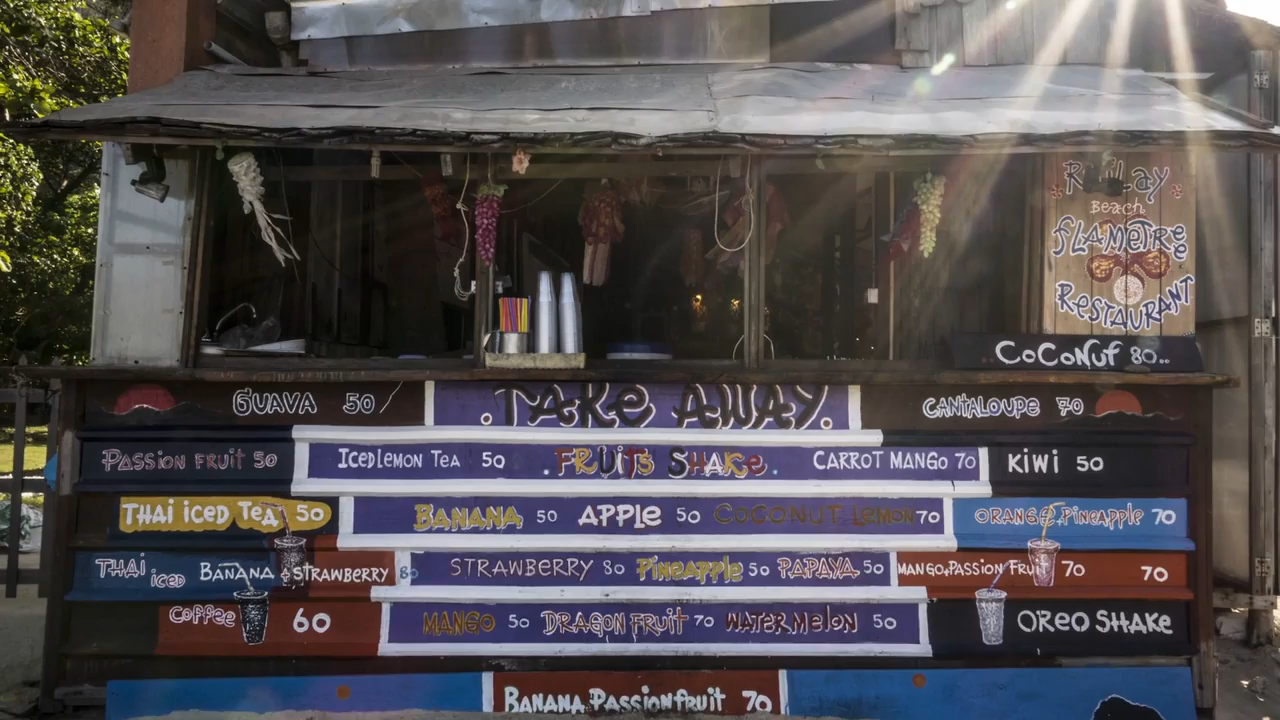 Railay
Beach
FLAMeTRee
ReSTAURANT
COCONUT 80..
GUAVA 50/
.TAKe AWAY.
CANTALOUPE 70
PASSION FRUIT 50
ICeD LeMON TeA 50
.FRUiTS SHAKe.
CARROT MANGO 70
KiWi 50
THAi iCeD TeA 50
BANANA 50 APPLe 50 COCONUT LeMON 70
ORANGE, Pineapple 70
THAi iced
BANANA + STRAWBERRY 80
STRAWBERRY 80 Pineapple 50 PAPAYA 50
MANGO+PASSiON FRUiT 70 70
Coffee 60
MANGO 50 DRAGON FRUIT 70 WATERMelON 50
OReO SHAKe
BANANA, PASSionfRuiT 70